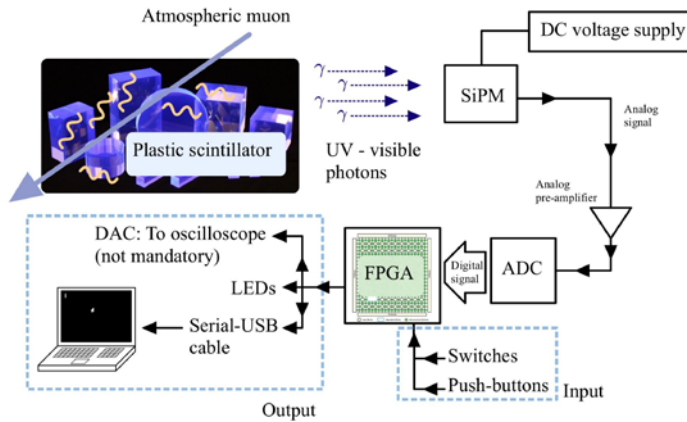 Atmospheric muon
DC voltage supply
γ
γ
γ
γ
SiPM
Analog
signal
Plastic scintillator
UV - visible
photons
Analog
pre-amplifier
DAC: To oscilloscope
(not mandatory)
FPGA
Digital
signal
ADC
LEDs
Serial-USB
cable
Switches
Push-buttons
Input
Output